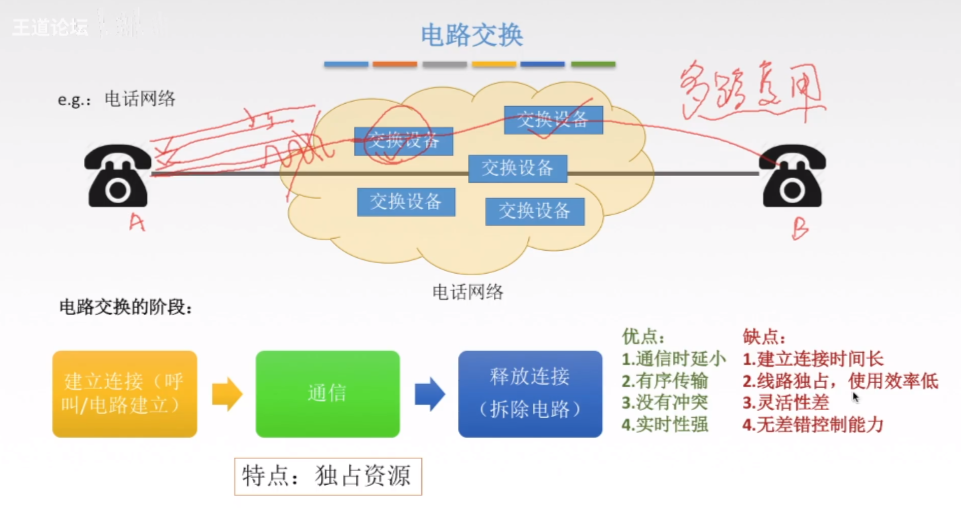 王道论坛
电路交换
多路复用
e.g.：电话网络
交换设备
交换设备
交换设备
交换设备
交换设备
A
B
电话网络
电路交换的阶段：
建立连接（呼
叫/电路建立）
通信
释放连接
（拆除电路）
优点：
1.通信时延小
2.有序传输
3.没有冲突
4.实时性强
缺点：
1.建立连接时间长
2.线路独占，使用效率低
3.灵活性差
4.无差错控制能力
特点：独占资源